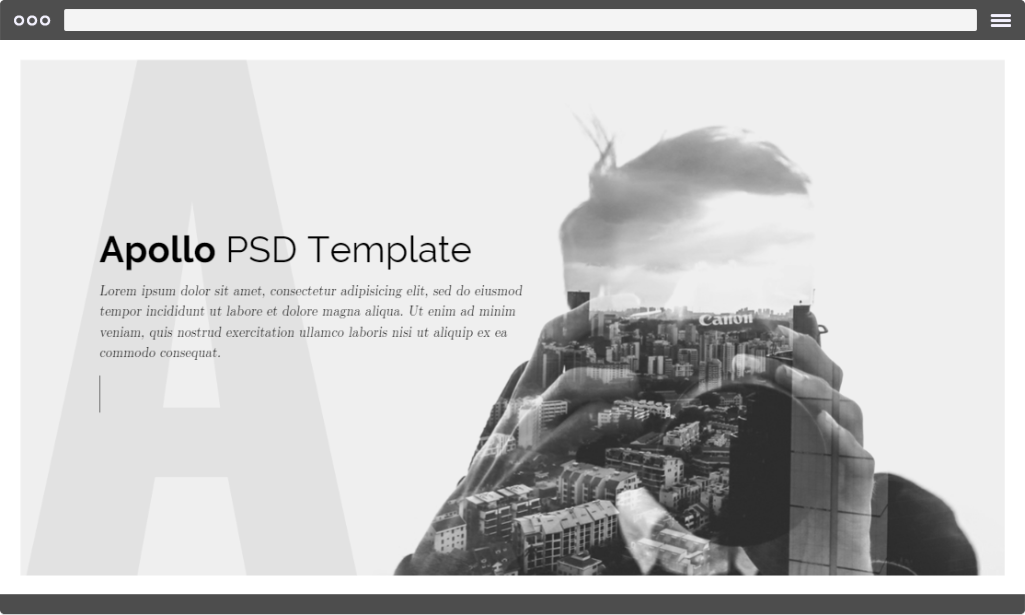 A
Apollo PSD Template
Lorem ipsum dolor sit amet, consectetur adipisicing elit, sed do eiusmod
tempor incididunt ut labore et dolore magna aliqua. Ut enim ad minim
veniam, quis nostrud exercitation ullamco laboris nisi ut aliquip ex ea
commodo consequat.
Canon